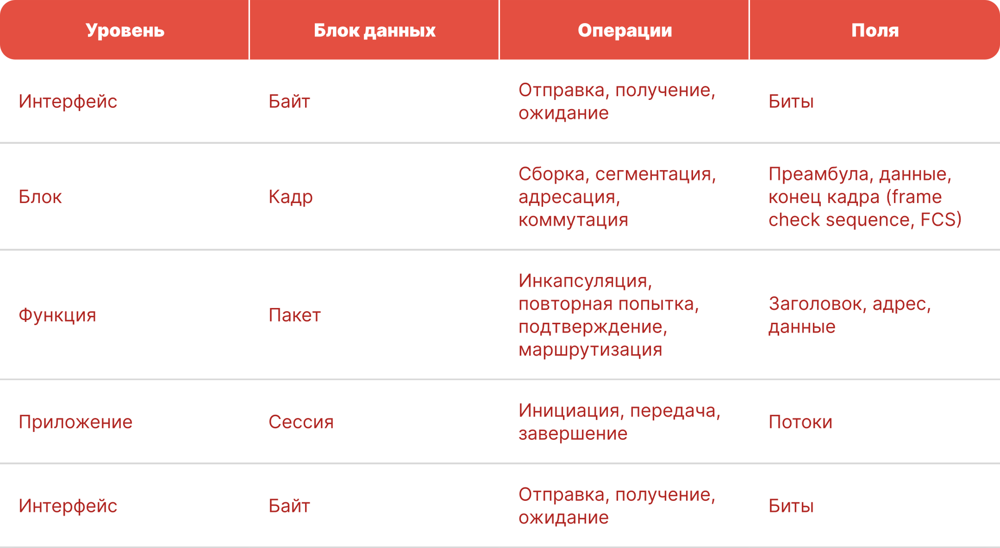 Уровень Блок данных Операции Поля
Интерфейс
Байт
Отправка, получение,
ожидание
Биты
Блок
Кадр
Сборка, сегментация,
адресация,
коммутация
Преамбула, данные,
конец кадра (frame
check sequence, FCS)
Функция
Пакет
Инкапсуляция,
повторная попытка,
подтверждение,
маршрутизация
Заголовок, адрес,
данные
Приложение
Сессия
Инициация, передача,
завершение
Потоки
Интерфейс
Байт
Отправка, получение,
ожидание
Биты